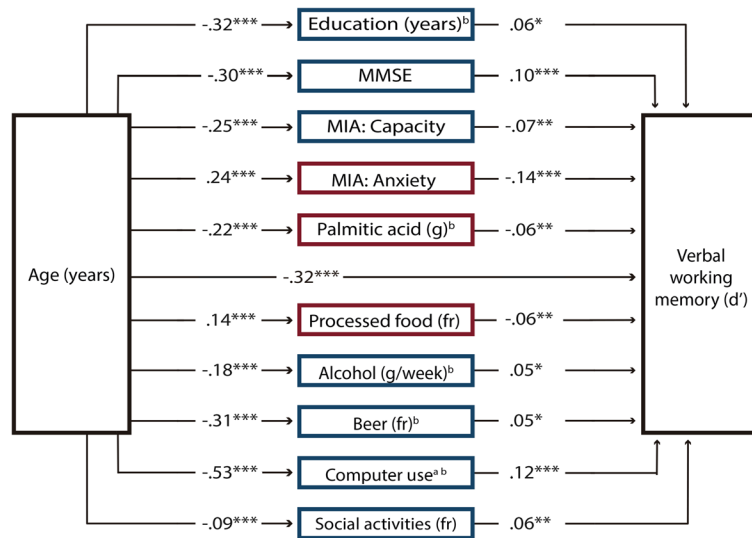 -.32*** Education (years)ᵇ .06*
-.30*** MMSE .10***
-.25*** MIA: Capacity -.07**
.24*** MIA: Anxiety -.14***
-.22*** Palmitic acid (g)ᵇ -.06**
Age (years)
-.32***
Verbal
working
memory (d’)
.14*** Processed food (fr) -.06**
-.18*** Alcohol (g/week)ᵇ .05*
-.31*** Beer (fr)ᵇ .05*
-.53*** Computer useᵃ ᵇ .12***
-.09*** Social activities (fr) .06**